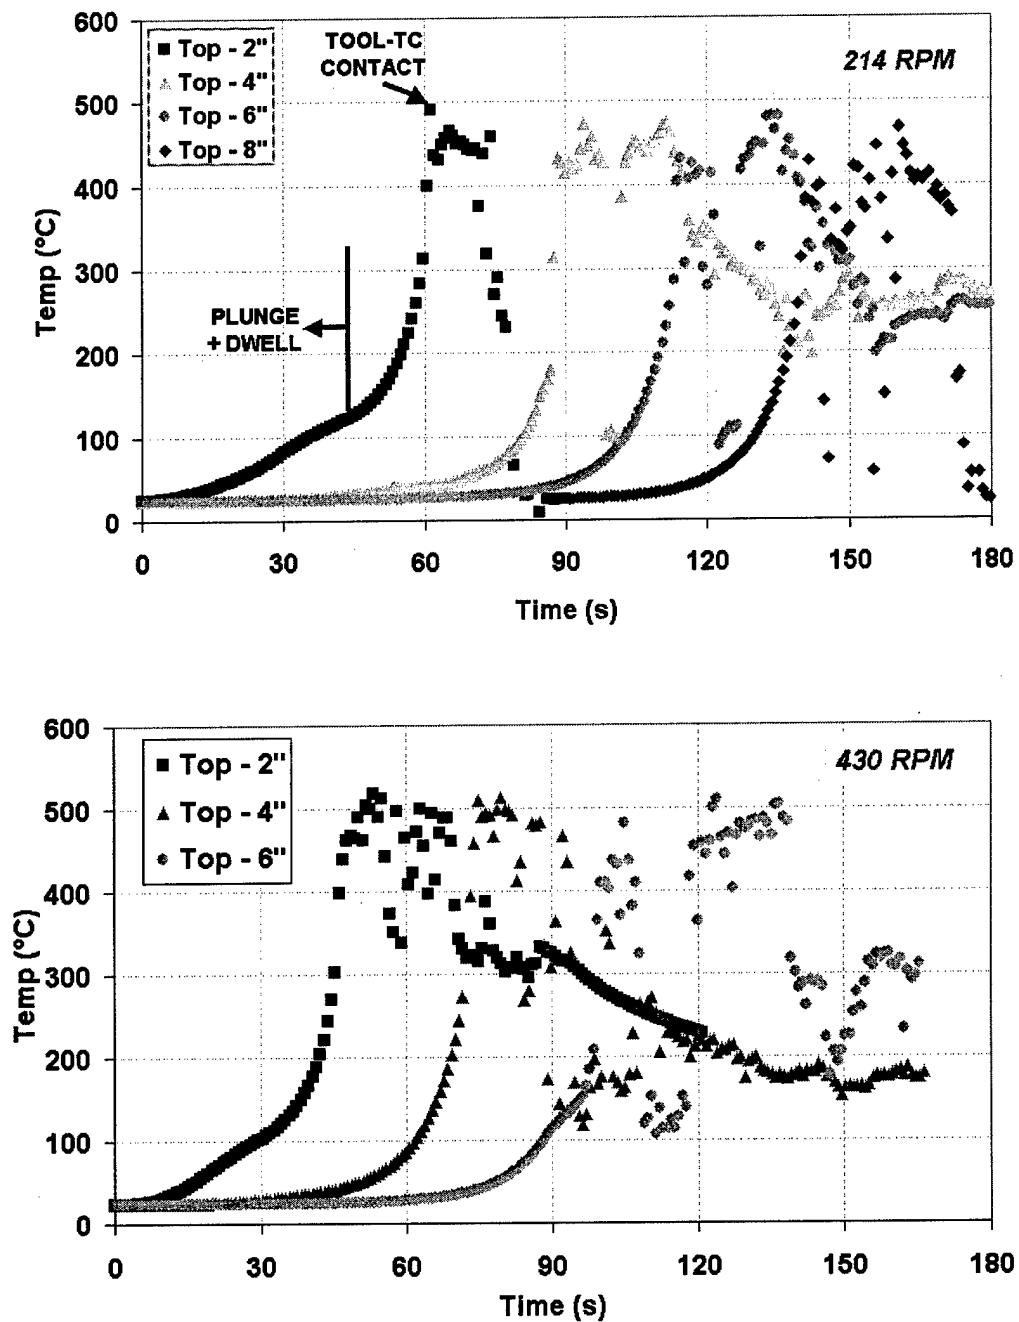 600
500
400
300
200
100
0
Temp (°C)
Top - 2"
Top - 4"
Top - 6"
Top - 8"
TOOL-TC
CONTACT
214 RPM
PLUNGE
+ DWELL
0 30 60 90 120 150 180
Time (s)
600
500
400
300
200
100
0
Temp (°C)
Top - 2"
Top - 4"
Top - 6"
430 RPM
0 30 60 90 120 150 180
Time (s)